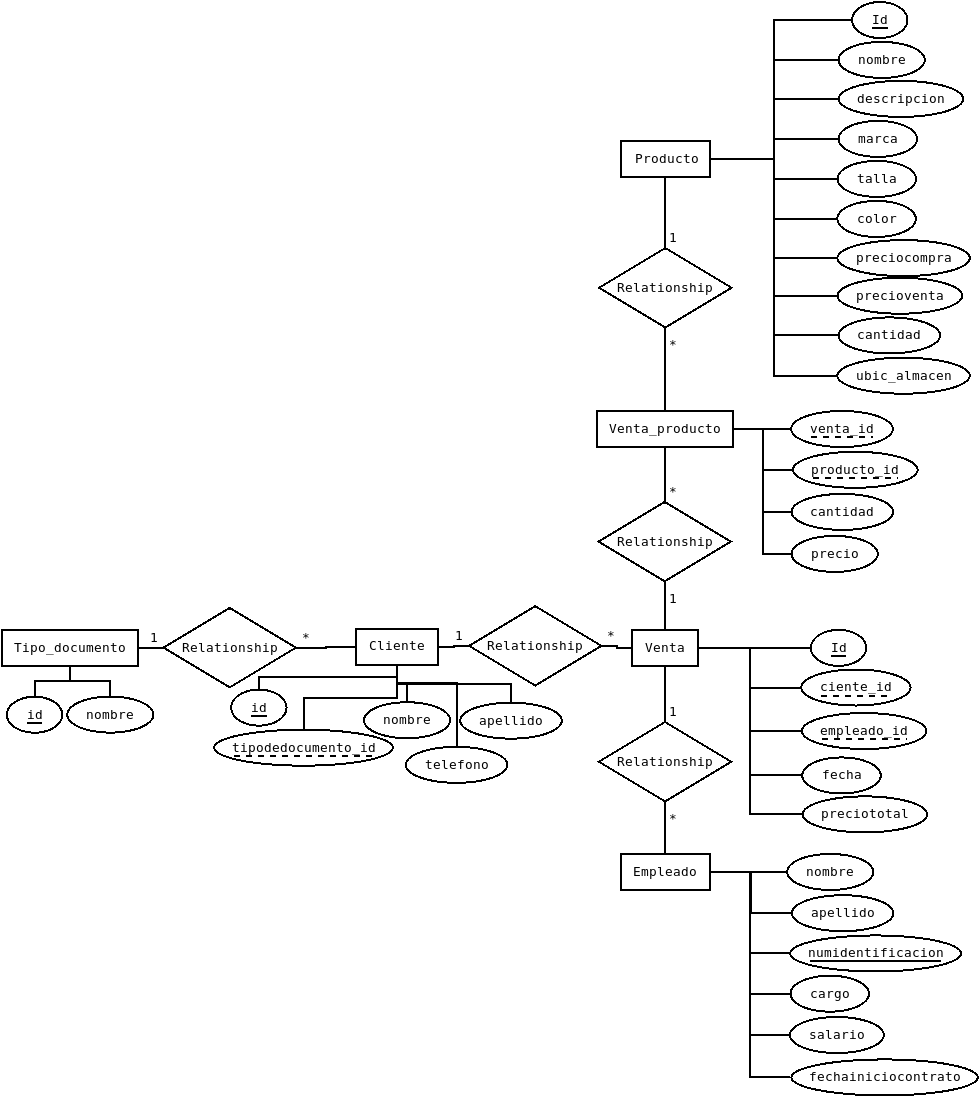 Id
nombre
descripcion
marca
Producto
talla
color
1
preciocompra
Relationship
precioventa
cantidad
*
ubic_almacen
Venta_producto
venta_id
producto_id
*
cantidad
Relationship
precio
1
Tipo_documento
1
Relationship
*
Cliente
1
Relationship
*
Venta
Id
ciente_id
id
nombre
id
nombre
apellido
1
empleado_id
tipodedocumento_id
telefono
Relationship
fecha
preciototal
*
Empleado
nombre
apellido
numidentificacion
cargo
salario
fechainiciocontrato